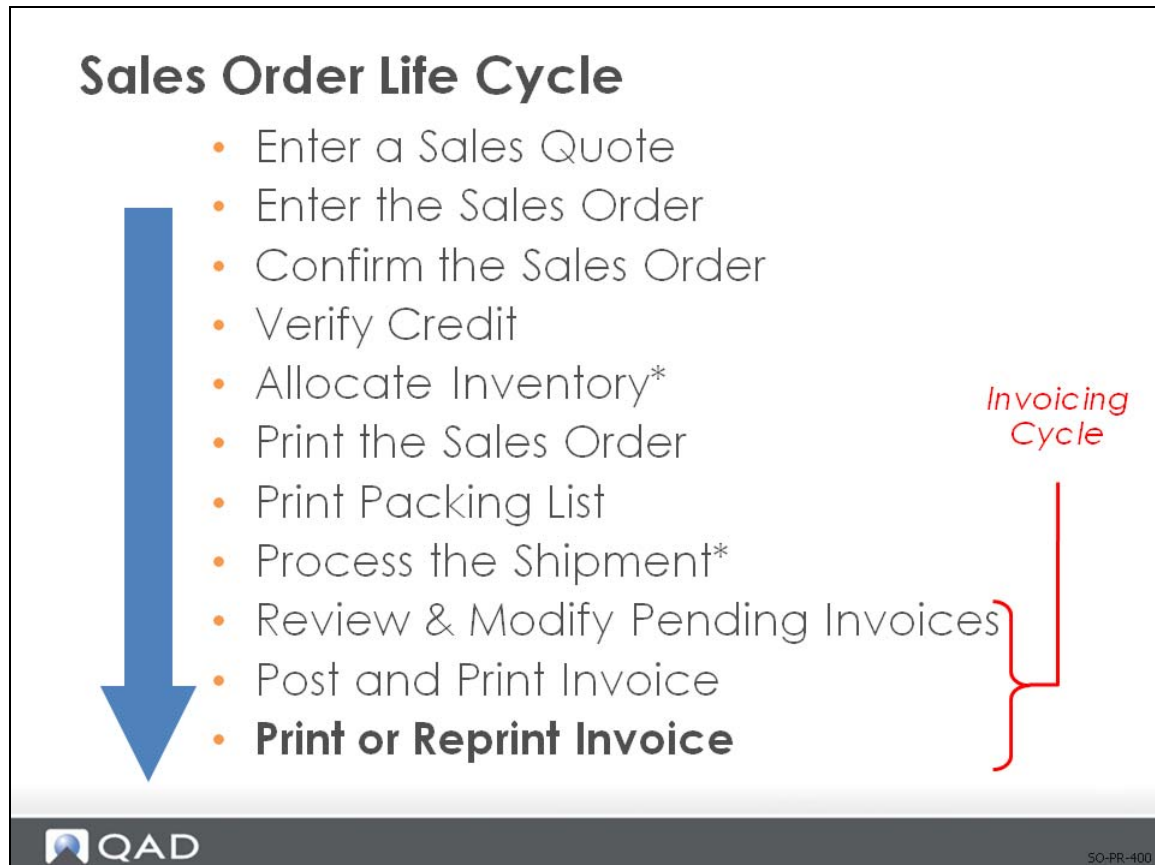 Sales Order Life Cycle
• Enter a Sales Quote
• Enter the Sales Order
• Confirm the Sales Order
• Verify Credit
• Allocate Inventory*
• Print the Sales Order
• Print Packing List
• Process the Shipment*
• Review & Modify Pending Invoices
• Post and Print Invoice
• Print or Reprint Invoice
Invoicing
Cycle
QAD
SO-PR-400